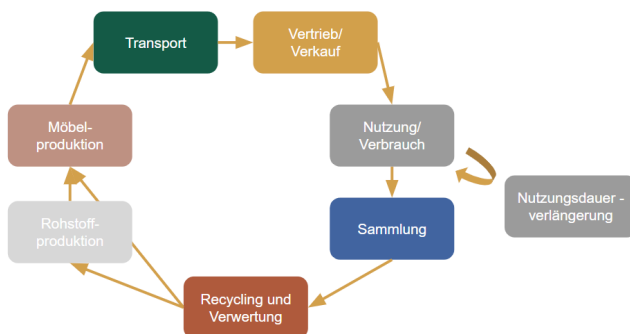 Transport
Vertrieb/
Verkauf
Möbel-
produktion
Nutzung/
Verbrauch
Nutzungsdauer -
verlängerung
Rohstoff-
produktion
Sammlung
Recycling und
Verwertung